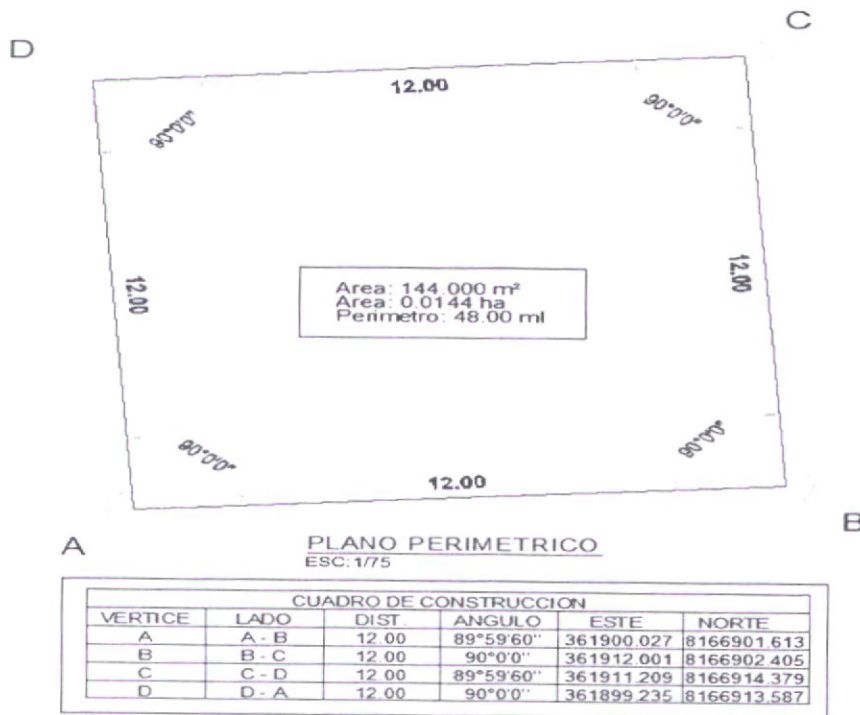 D
C
12.00
90°0'0"
90°0'0"
12.00
12.00
Area: 144.000 m²
Area: 0.0144 ha
Perimetro: 48.00 ml
90°0'0"
90°0'0"
12.00
A
B
PLANO PERIMETRICO
ESC: 1/75
CUADRO DE CONSTRUCCION
VERTICE LADO DIST. ANGULO ESTE NORTE
A A - B 12.00 89°59'60" 361900.027 8166901.613
B B - C 12.00 90°0'0" 361912.001 8166902.405
C C - D 12.00 89°59'60" 361911.209 8166914.379
D D - A 12.00 90°0'0" 361899.235 8166913.587